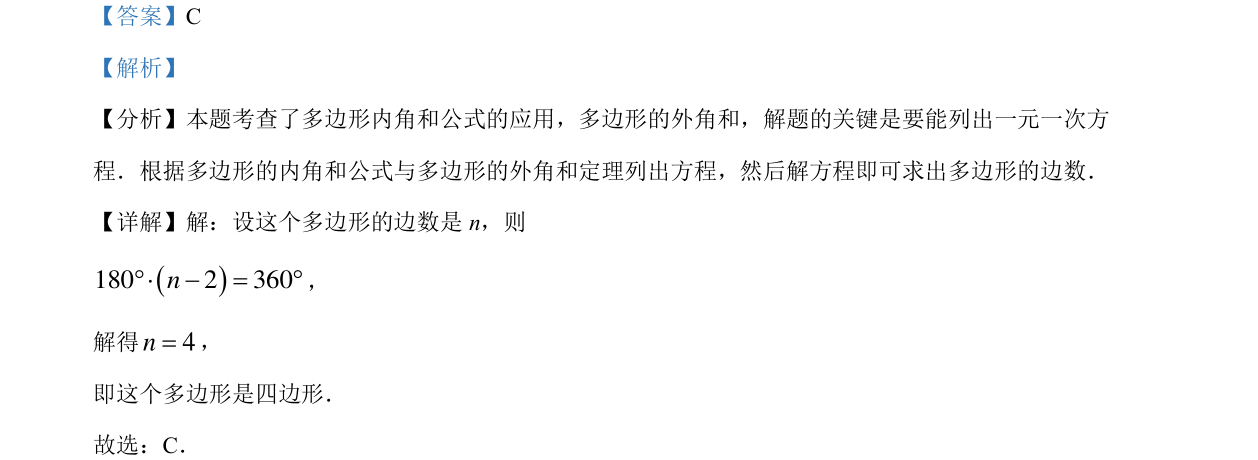 【答案】C
【解析】
【分析】本题考查了多边形内角和公式的应用，多边形的外角和，解题的关键是要能列出一元一次方
程．根据多边形的内角和公式与多边形的外角和定理列出方程，然后解方程即可求出多边形的边数．
【详解】解：设这个多边形的边数是 n，则
180°·(n−2)=360°，
解得n=4，
即这个多边形是四边形．
故选：C．